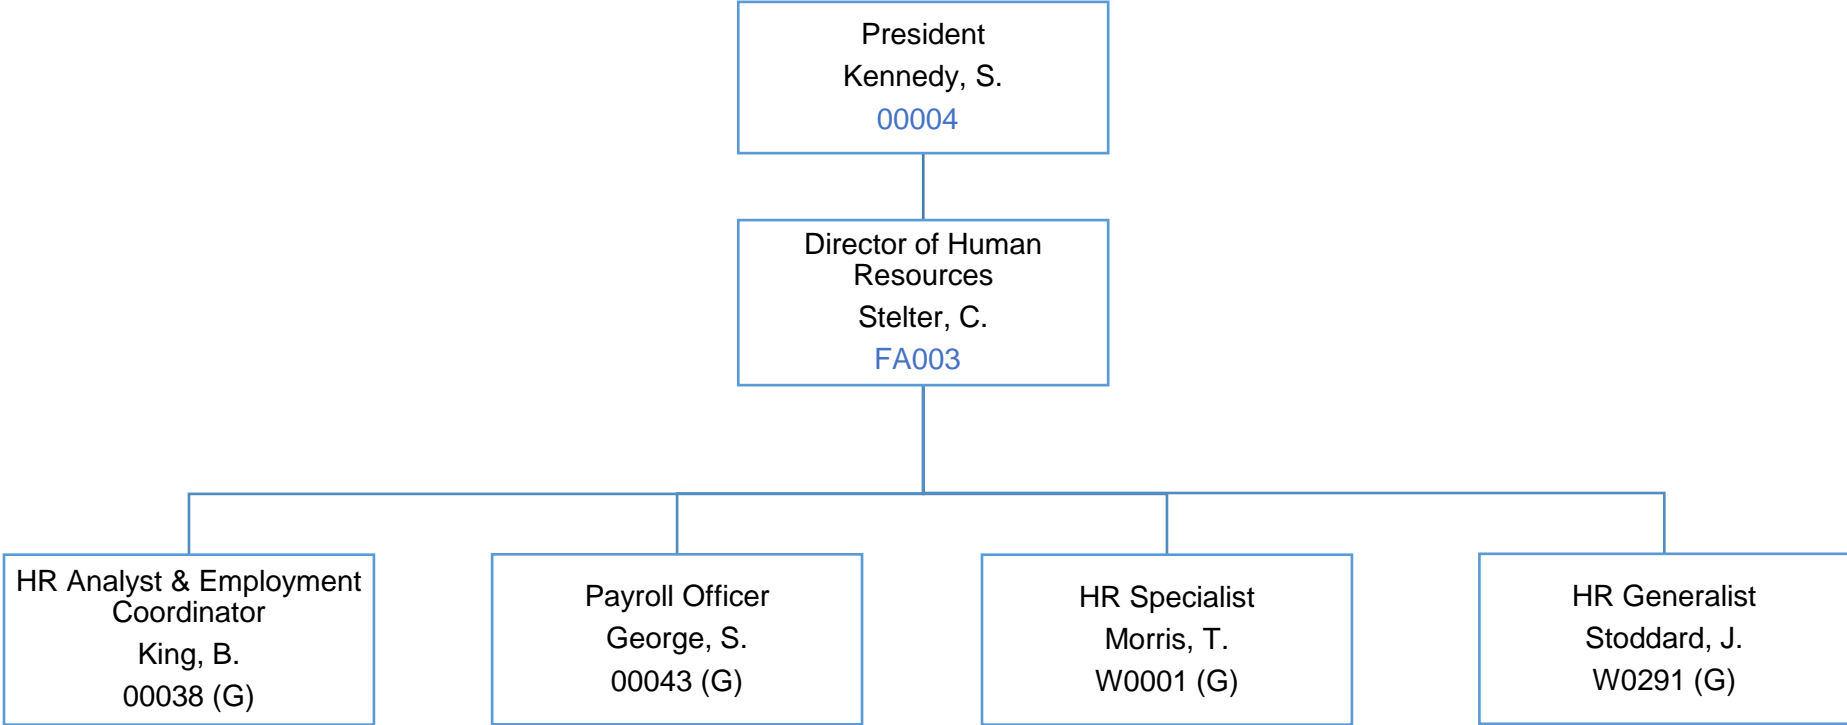 President
Kennedy, S.
00004
Director of Human
Resources
Stelter, C.
FA003
HR Analyst & Employment
Coordinator
King, B.
00038 (G)
Payroll Officer
George, S.
00043 (G)
HR Specialist
Morris, T.
W0001 (G)
HR Generalist
Stoddard, J.
W0291 (G)